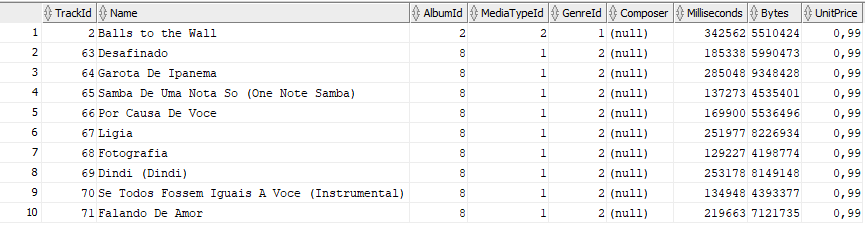 TrackId Name AlbumId MediaTypeId GenreId Composer Milliseconds Bytes UnitPrice
1 2 Balls to the Wall 2 2 1 (null) 342562 5510424 0,99
2 63 Desafinado 8 1 2 (null) 185338 5990473 0,99
3 64 Garota De Ipanema 8 1 2 (null) 285048 9348428 0,99
4 65 Samba De Uma Nota So (One Note Samba) 8 1 2 (null) 137273 4535401 0,99
5 66 Por Causa De Voce 8 1 2 (null) 169900 5536496 0,99
6 67 Ligia 8 1 2 (null) 251977 8226934 0,99
7 68 Fotografia 8 1 2 (null) 129227 4198774 0,99
8 69 Dindi (Dindi) 8 1 2 (null) 253178 8149148 0,99
9 70 Se Todos Fossem Iguais A Voce (Instrumental) 8 1 2 (null) 134948 4393377 0,99
10 71 Falando De Amor 8 1 2 (null) 219663 7121735 0,99